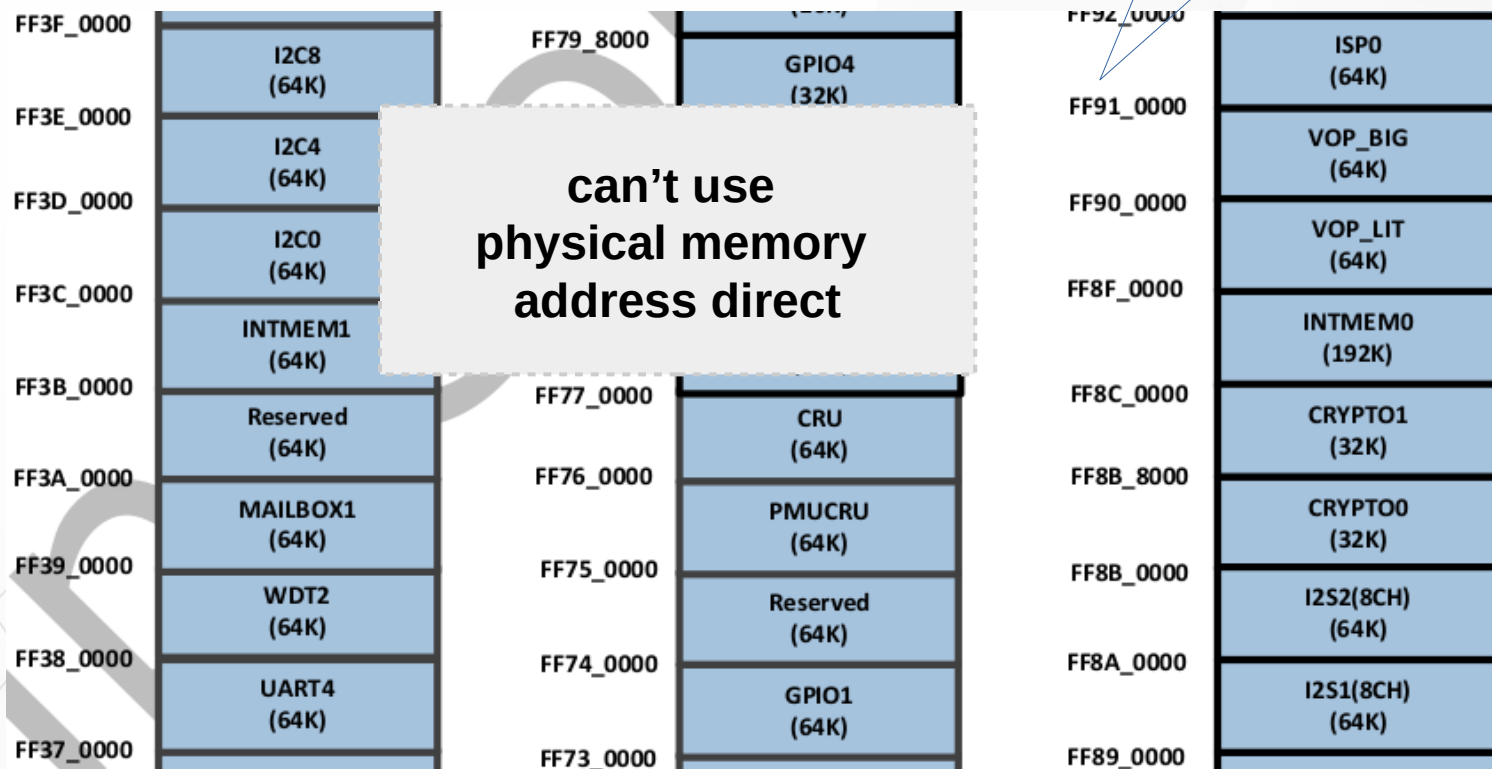 FF3F_0000
I2C8
(64K)
FF3E_0000
I2C4
(64K)
FF3D_0000
I2C0
(64K)
FF3C_0000
INTMEM1
(64K)
FF3B_0000
Reserved
(64K)
FF3A_0000
MAILBOX1
(64K)
FF39_0000
WDT2
(64K)
FF38_0000
UART4
(64K)
FF37_0000
FF79_8000
GPIO4
(32K)
can’t use
physical memory
address direct
FF77_0000
CRU
(64K)
FF76_0000
PMUCRU
(64K)
FF75_0000
Reserved
(64K)
FF74_0000
GPIO1
(64K)
FF73_0000
FF92_0000
ISP0
(64K)
FF91_0000
VOP_BIG
(64K)
FF90_0000
VOP_LIT
(64K)
FF8F_0000
INTMEM0
(192K)
FF8C_0000
CRYPTO1
(32K)
FF8B_8000
CRYPTO0
(32K)
FF8B_0000
I2S2(8CH)
(64K)
FF8A_0000
I2S1(8CH)
(64K)
FF89_0000